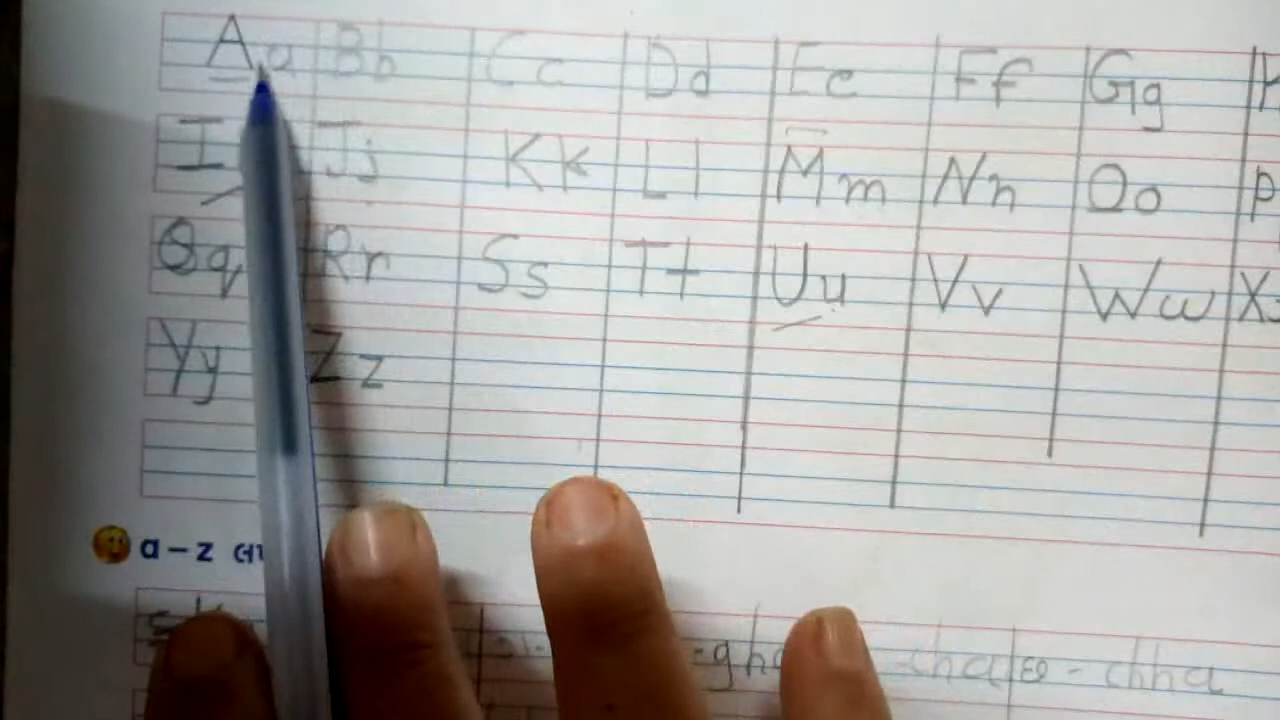 Aa Bb Cc Dd Ee Ff Gg H
I Jj Kk Ll Mm Nn Oo P
Qq Rr Ss Tt Uu Vv Ww X
Yy Zz
a – z
-gha -cha છ - chha